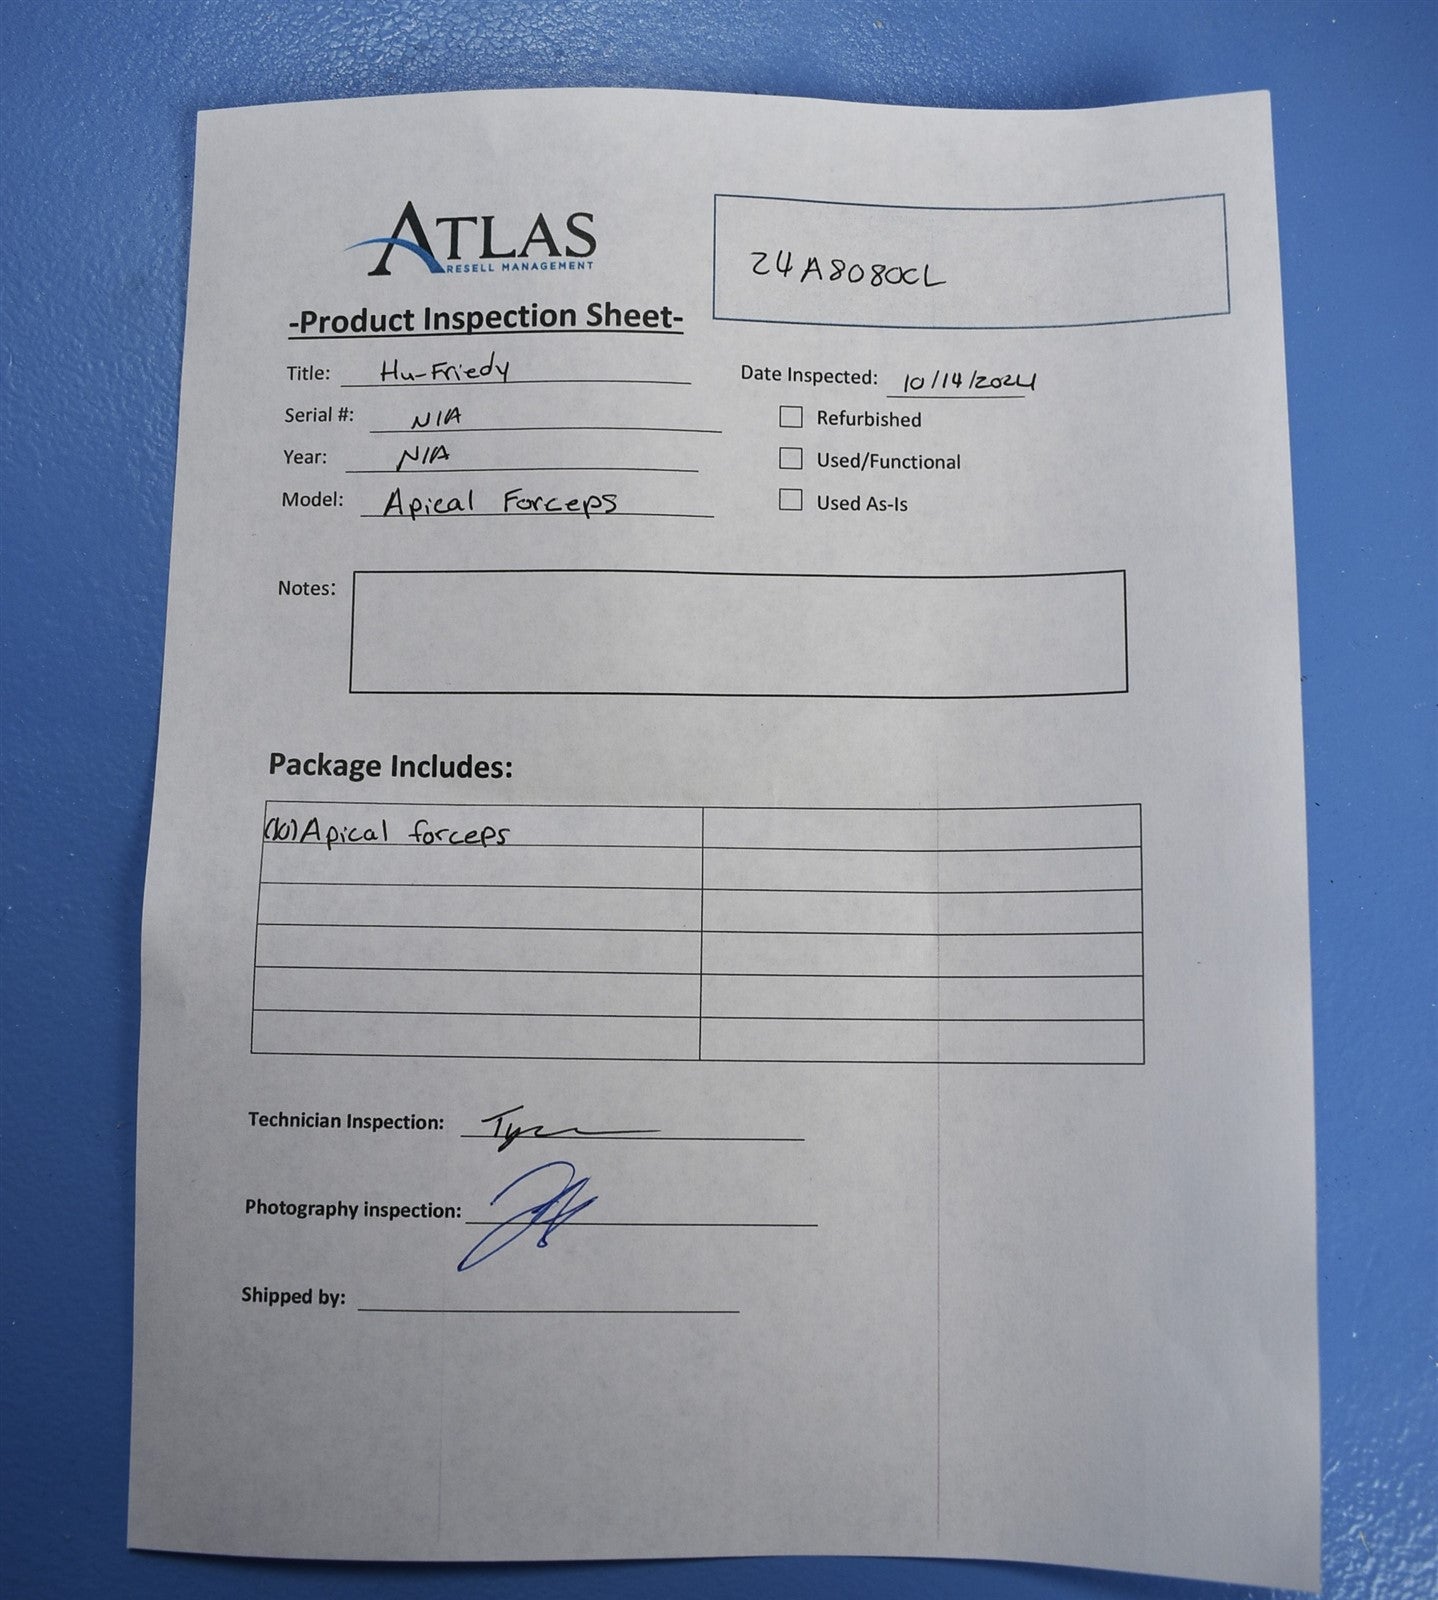 ATLAS
RESELL MANAGEMENT
24A8080CL
-Product Inspection Sheet-
Title: Hu-Friedy
Date Inspected: 10/14/2024
Serial #: N/A
Refurbished
Year: N/A
Used/Functional
Model: Apical Forceps
Used As-Is
Notes:
Package Includes:
Apical forceps
Technician Inspection:
Photography inspection:
Shipped by: